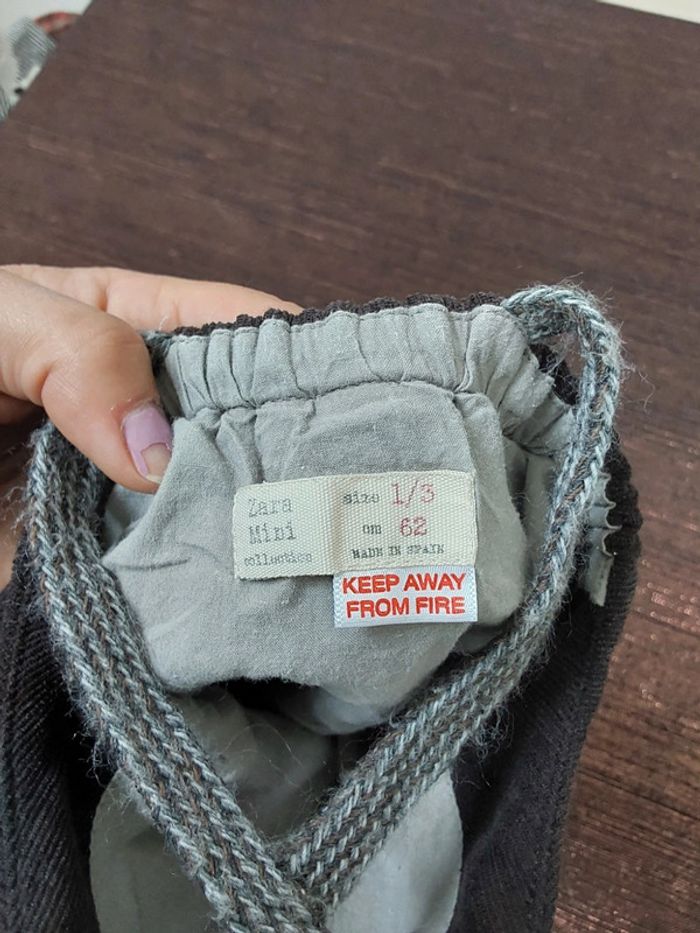 Zara
Mini
collection
size 1/3
cm 62
MADE IN SPAIN
KEEP AWAY
FROM FIRE